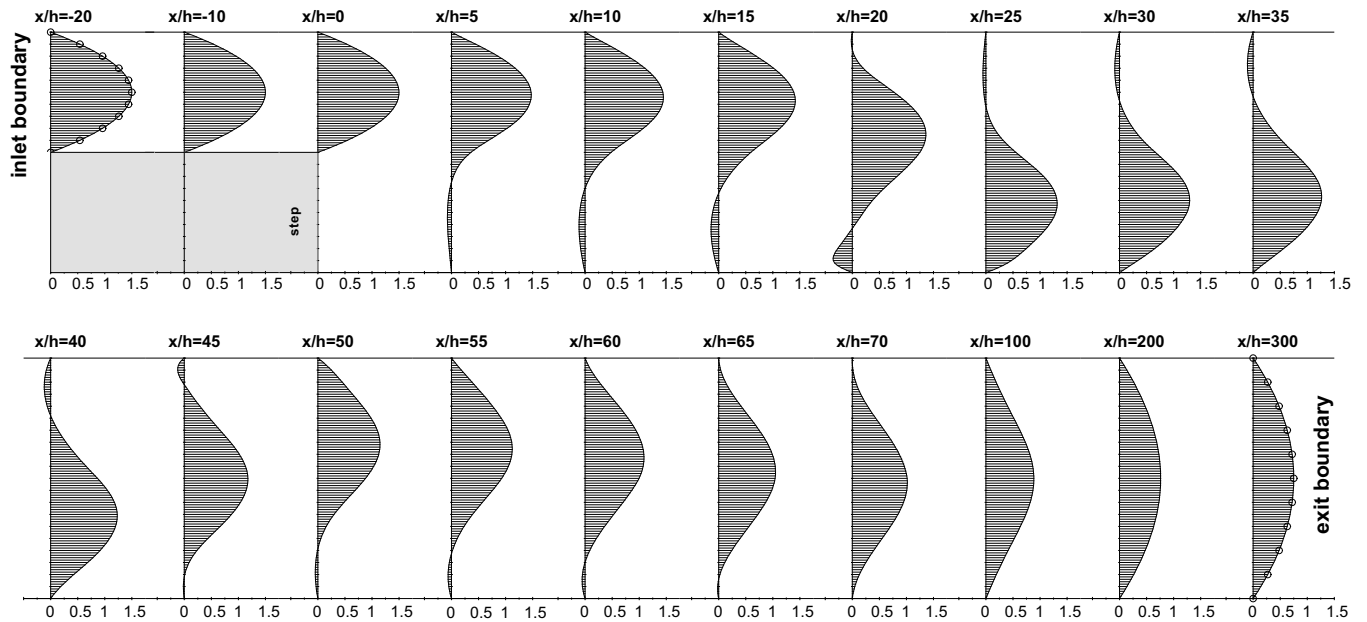 x/h=-20 x/h=-10 x/h=0 x/h=5 x/h=10 x/h=15 x/h=20 x/h=25 x/h=30 x/h=35
inlet boundary
step
0 0.5 1 1.5 0 0.5 1 1.5 0 0.5 1 1.5 0 0.5 1 1.5 0 0.5 1 1.5 0 0.5 1 1.5 0 0.5 1 1.5 0 0.5 1 1.5 0 0.5 1 1.5 0 0.5 1 1.5
x/h=40 x/h=45 x/h=50 x/h=55 x/h=60 x/h=65 x/h=70 x/h=100 x/h=200 x/h=300
exit boundary
0 0.5 1 1.5 0 0.5 1 1.5 0 0.5 1 1.5 0 0.5 1 1.5 0 0.5 1 1.5 0 0.5 1 1.5 0 0.5 1 1.5 0 0.5 1 1.5 0 0.5 1 1.5 0 0.5 1 1.5